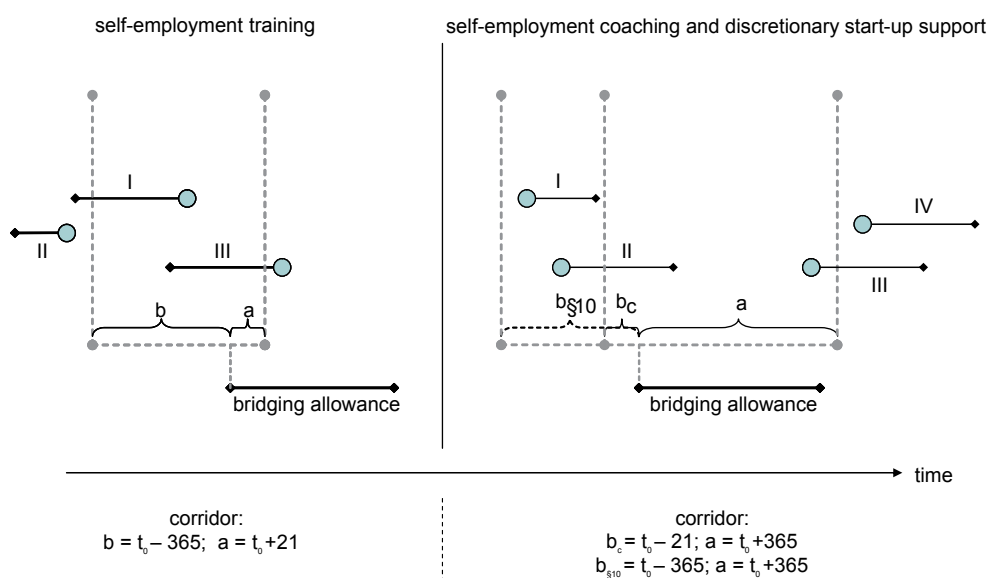 self-employment training
self-employment coaching and discretionary start-up support
I
II
III
b
a
bridging allowance
I
II
IV
III
b§10
bc
a
bridging allowance
time
corridor:
b = t₀ – 365; a = t₀ +21
corridor:
bc = t₀ – 21; a = t₀ +365
b§10 = t₀ – 365; a = t₀ +365